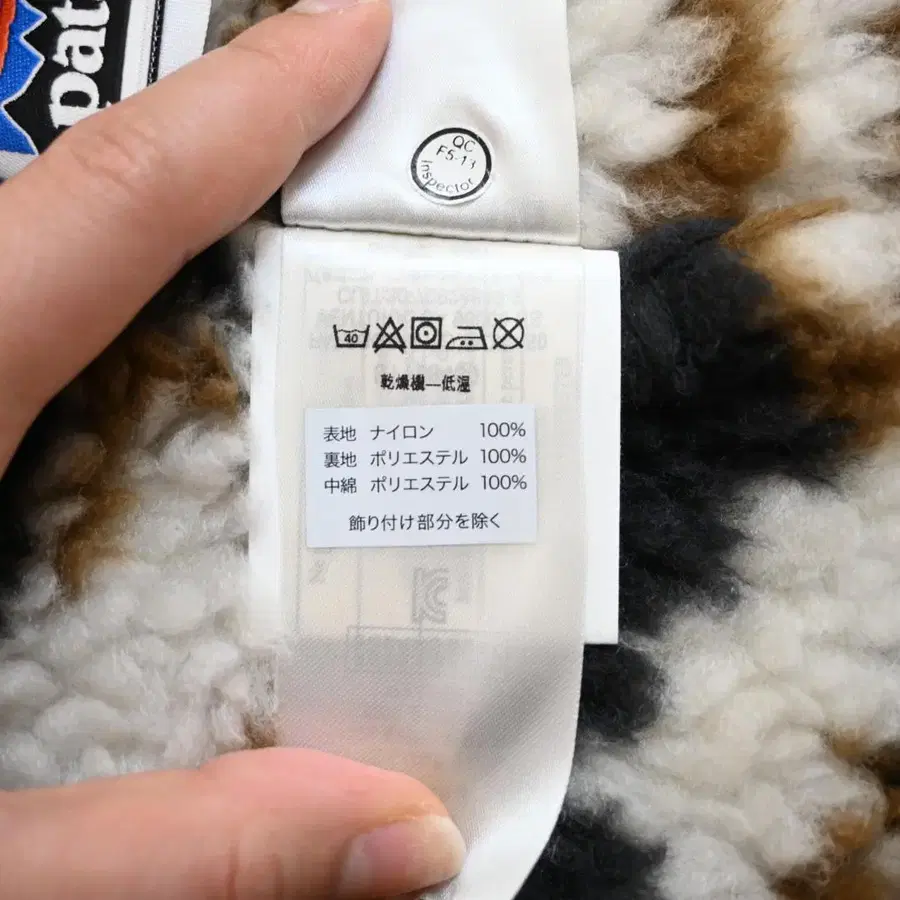 pat
QC
F5-13
Inspector
40
乾燥機—低温
表地 ナイロン 100%
裏地 ポリエステル 100%
中綿 ポリエステル 100%
飾り付け部分を除く